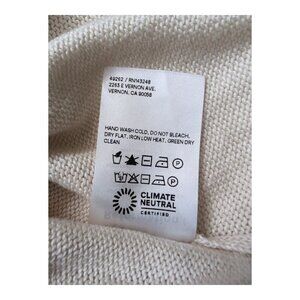 49262 / RN143248
2263 E VERNON AVE.
VERNON, CA 90058
HAND WASH COLD, DO NOT BLEACH,
DRY FLAT, IRON LOW HEAT, GREEN DRY
CLEAN
CLIMATE
NEUTRAL
CERTIFIED